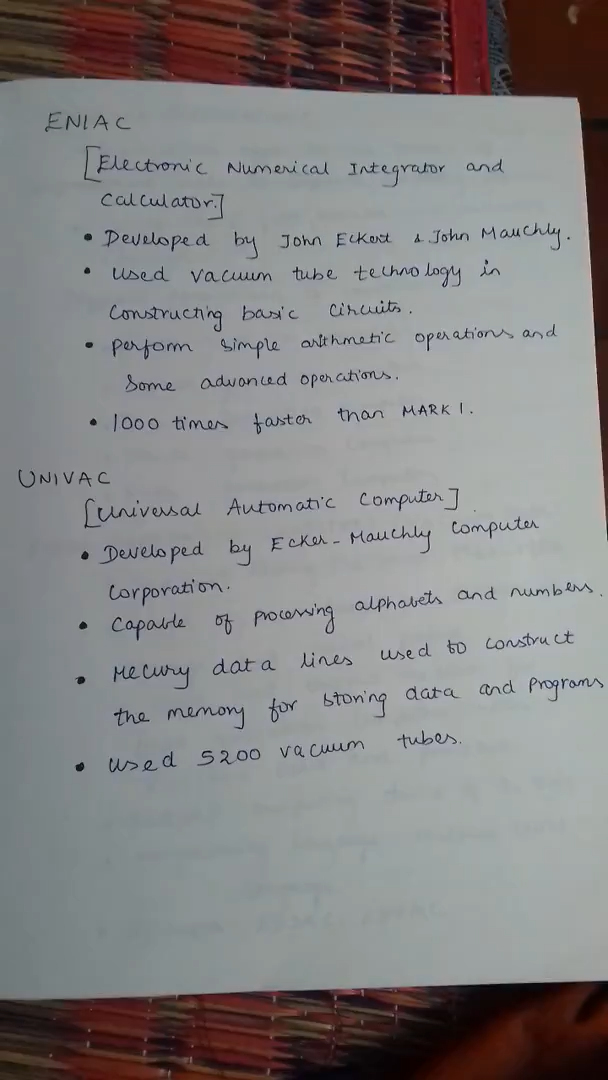 ENIAC
[Electronic Numerical Integrator and
Calculator.]
• Developed by John Eckert & John Mauchly.
• Used vacuum tube technology in
constructing basic circuits.
• perform simple arithmetic operations and
some advanced operations.
• 1000 times faster than MARK 1.
UNIVAC
[Universal Automatic Computer]
• Developed by Ecker-Mauchly Computer
Corporation.
• Capable of processing alphabets and numbers.
• Mecury data lines used to construct
the memory for storing data and programs
• Used 5200 vacuum tubes.